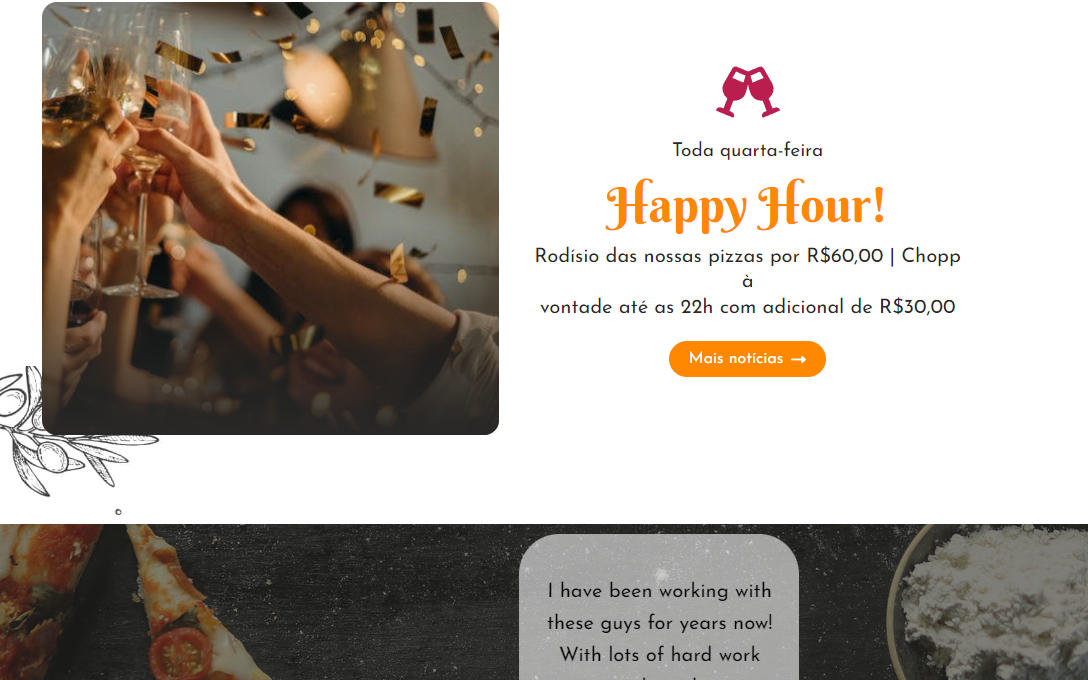 Toda quarta-feira
Happy Hour!
Rodísio das nossas pizzas por R$60,00 | Chopp
à
vontade até as 22h com adicional de R$30,00
Mais notícias →
I have been working with
these guys for years now!
With lots of hard work